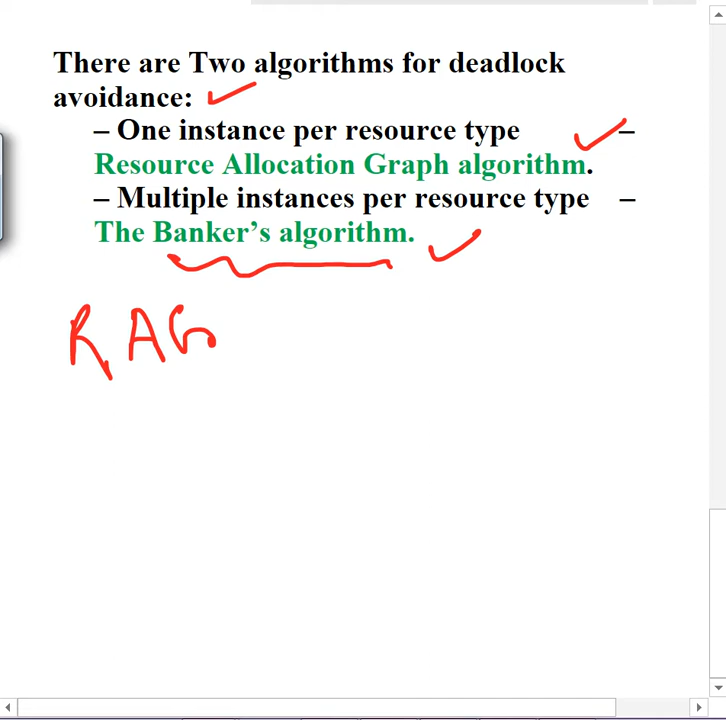 There are Two algorithms for deadlock
avoidance:
– One instance per resource type –
Resource Allocation Graph algorithm.
– Multiple instances per resource type –
The Banker’s algorithm.
RAG